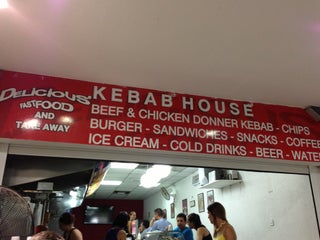 DELICIOUS
FAST FOOD
AND
TAKE AWAY
KEBAB HOUSE
BEEF & CHICKEN DONNER KEBAB - CHIPS
BURGER - SANDWICHES - SNACKS - COFFEE
ICE CREAM - COLD DRINKS - BEER - WATER